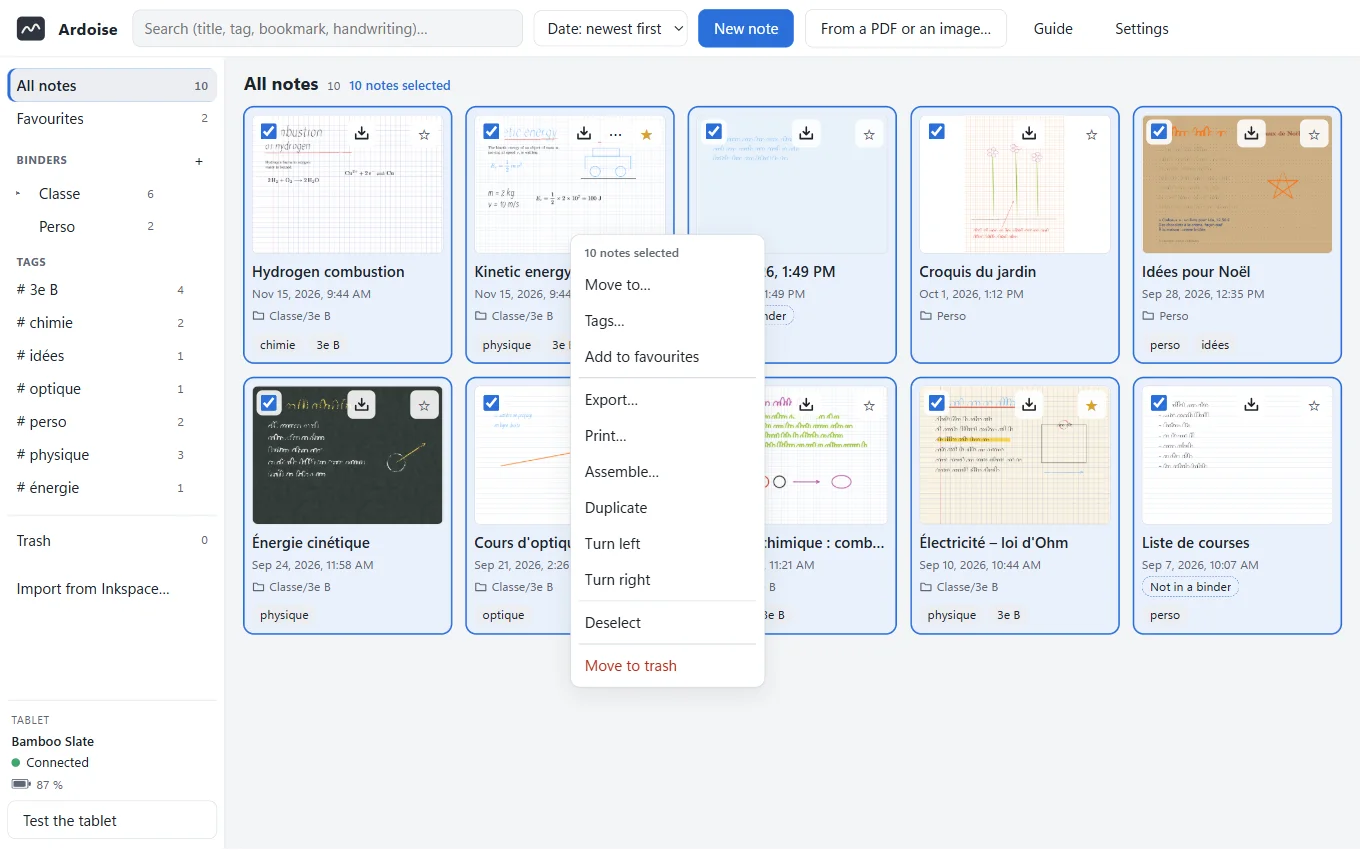 Ardoise
Search (title, tag, bookmark, handwriting)...
Date: newest first
New note
From a PDF or an image...
Guide
Settings
All notes 10
Favourites 2
BINDERS +
Classe 6
Perso 2
TAGS
# 3e B 4
# chimie 2
# idées 1
# optique 1
# perso 2
# physique 3
# énergie 1
Trash 0
Import from Inkspace...
TABLET
Bamboo Slate
Connected
87 %
Test the tablet
All notes 10 10 notes selected
Hydrogen combustion
Nov 15, 2026, 9:44 AM
Classe/3e B
chimie 3e B
m = 2 kg
v = 10 m/s
Kinetic energy
Nov 15, 2026, 9:44
Classe/3e B
physique 3e
6, 1:49 PM
1:49 PM
nder
Croquis du jardin
Oct 1, 2026, 1:12 PM
Perso
Idées pour Noël
Sep 28, 2026, 12:35 PM
Perso
perso idées
Énergie cinétique
Sep 24, 2026, 11:58 AM
Classe/3e B
physique
Cours d'optiq
Sep 21, 2026, 2:26
Classe/3e B
optique
chimique : comb...
, 11:21 AM
B
3e B
Électricité – loi d'Ohm
Sep 10, 2026, 10:44 AM
Classe/3e B
physique 3e B
Liste de courses
Sep 7, 2026, 10:07 AM
Not in a binder
perso
10 notes selected
Move to...
Tags...
Add to favourites
Export...
Print...
Assemble...
Duplicate
Turn left
Turn right
Deselect
Move to trash